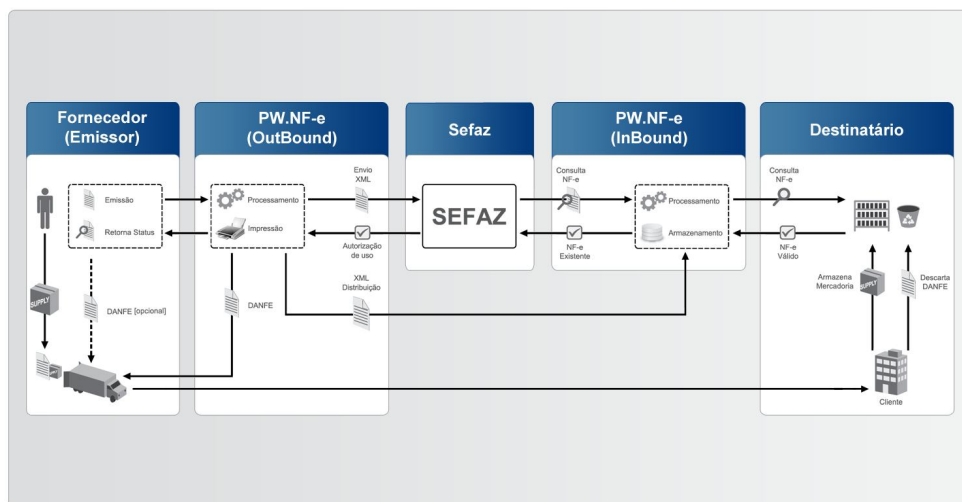 Fornecedor
(Emissor)
PW.NF-e
(OutBound)
Sefaz
PW.NF-e
(InBound)
Destinatário
Emissão
Retorna Status
Processamento
Impressão
Envio
XML
Autorização
de uso
SEFAZ
Consulta
NF-e
NF-e
Existente
Processamento
Armazenamento
Consulta
NF-e
NF-e
Válido
SUPPLY
DANFE [opcional]
DANFE
XML
Distribuição
Armazena
Mercadoria
SUPPLY
Descarta
DANFE
Cliente